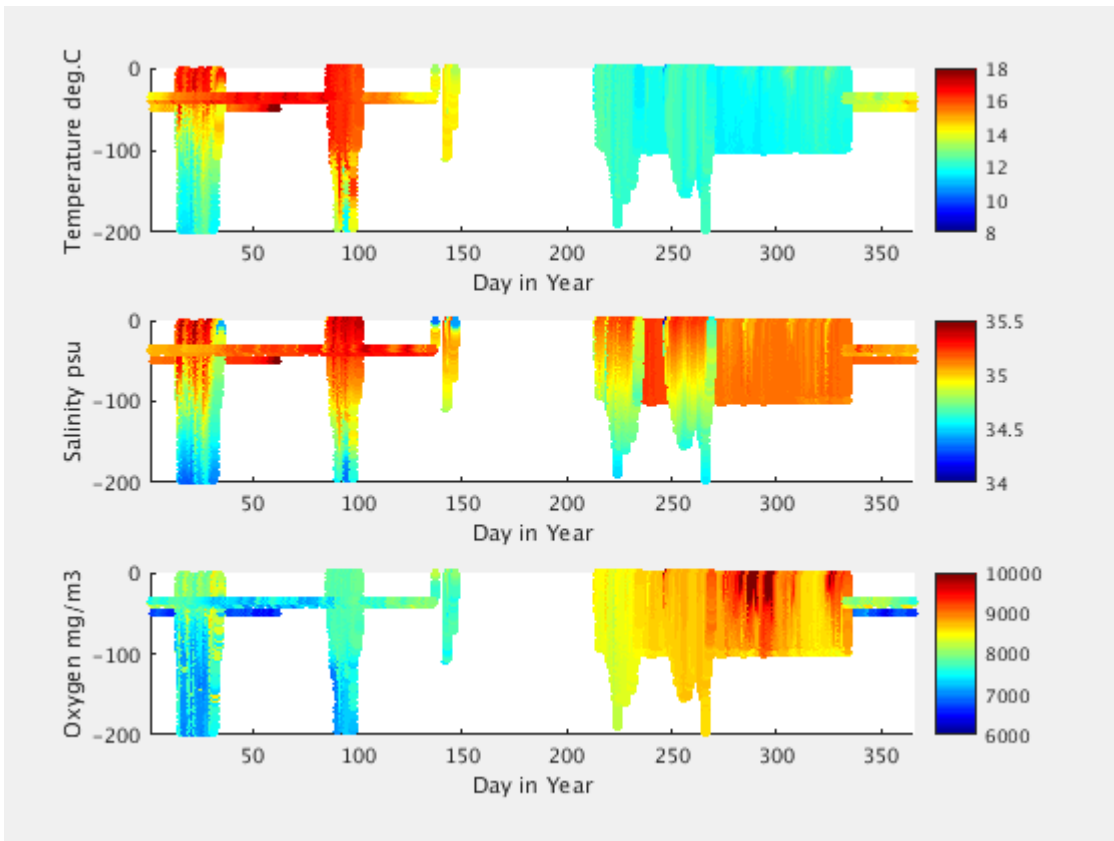 Temperature deg.C
0
-100
-200
50 100 150 200 250 300 350
Day in Year
18
16
14
12
10
8
Salinity psu
0
-100
-200
50 100 150 200 250 300 350
Day in Year
35.5
35
34.5
34
Oxygen mg/m3
0
-100
-200
50 100 150 200 250 300 350
Day in Year
10000
9000
8000
7000
6000